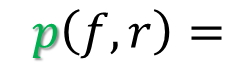 p(f, r) =